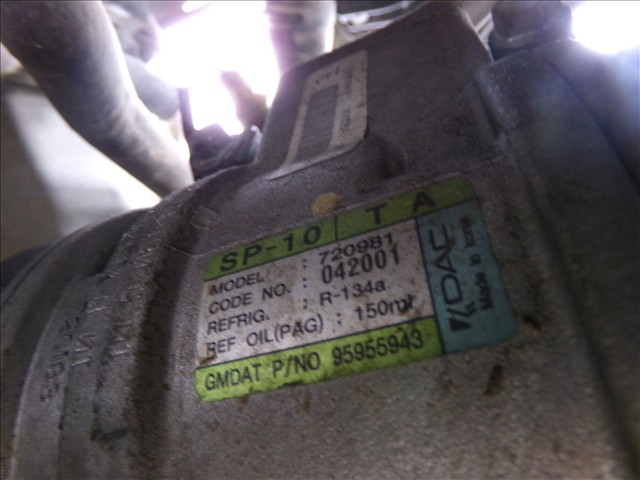 SP-10 TA
MODEL : 720981
CODE NO. : 042001
REFRIG. : R-134a
REF OIL(PAG) : 150ml
GMDAT P/NO 95955943
DAC
Made in Korea